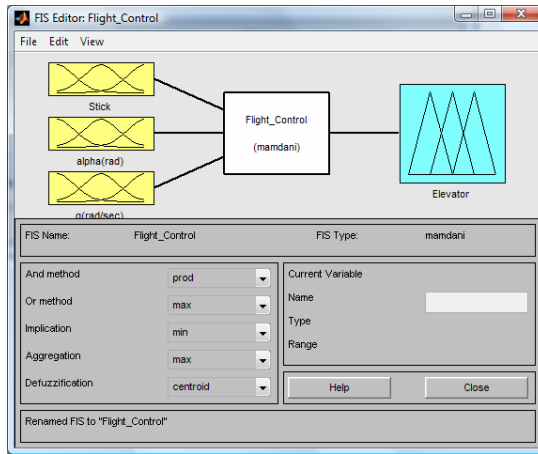 FIS Editor: Flight_Control
File Edit View
Stick
alpha(rad)
q(rad/sec)
Flight_Control
(mamdani)
Elevator
FIS Name: Flight_Control FIS Type: mamdani
And method prod
Or method max
Implication min
Aggregation max
Defuzzification centroid
Current Variable
Name
Type
Range
Help Close
Renamed FIS to "Flight_Control"